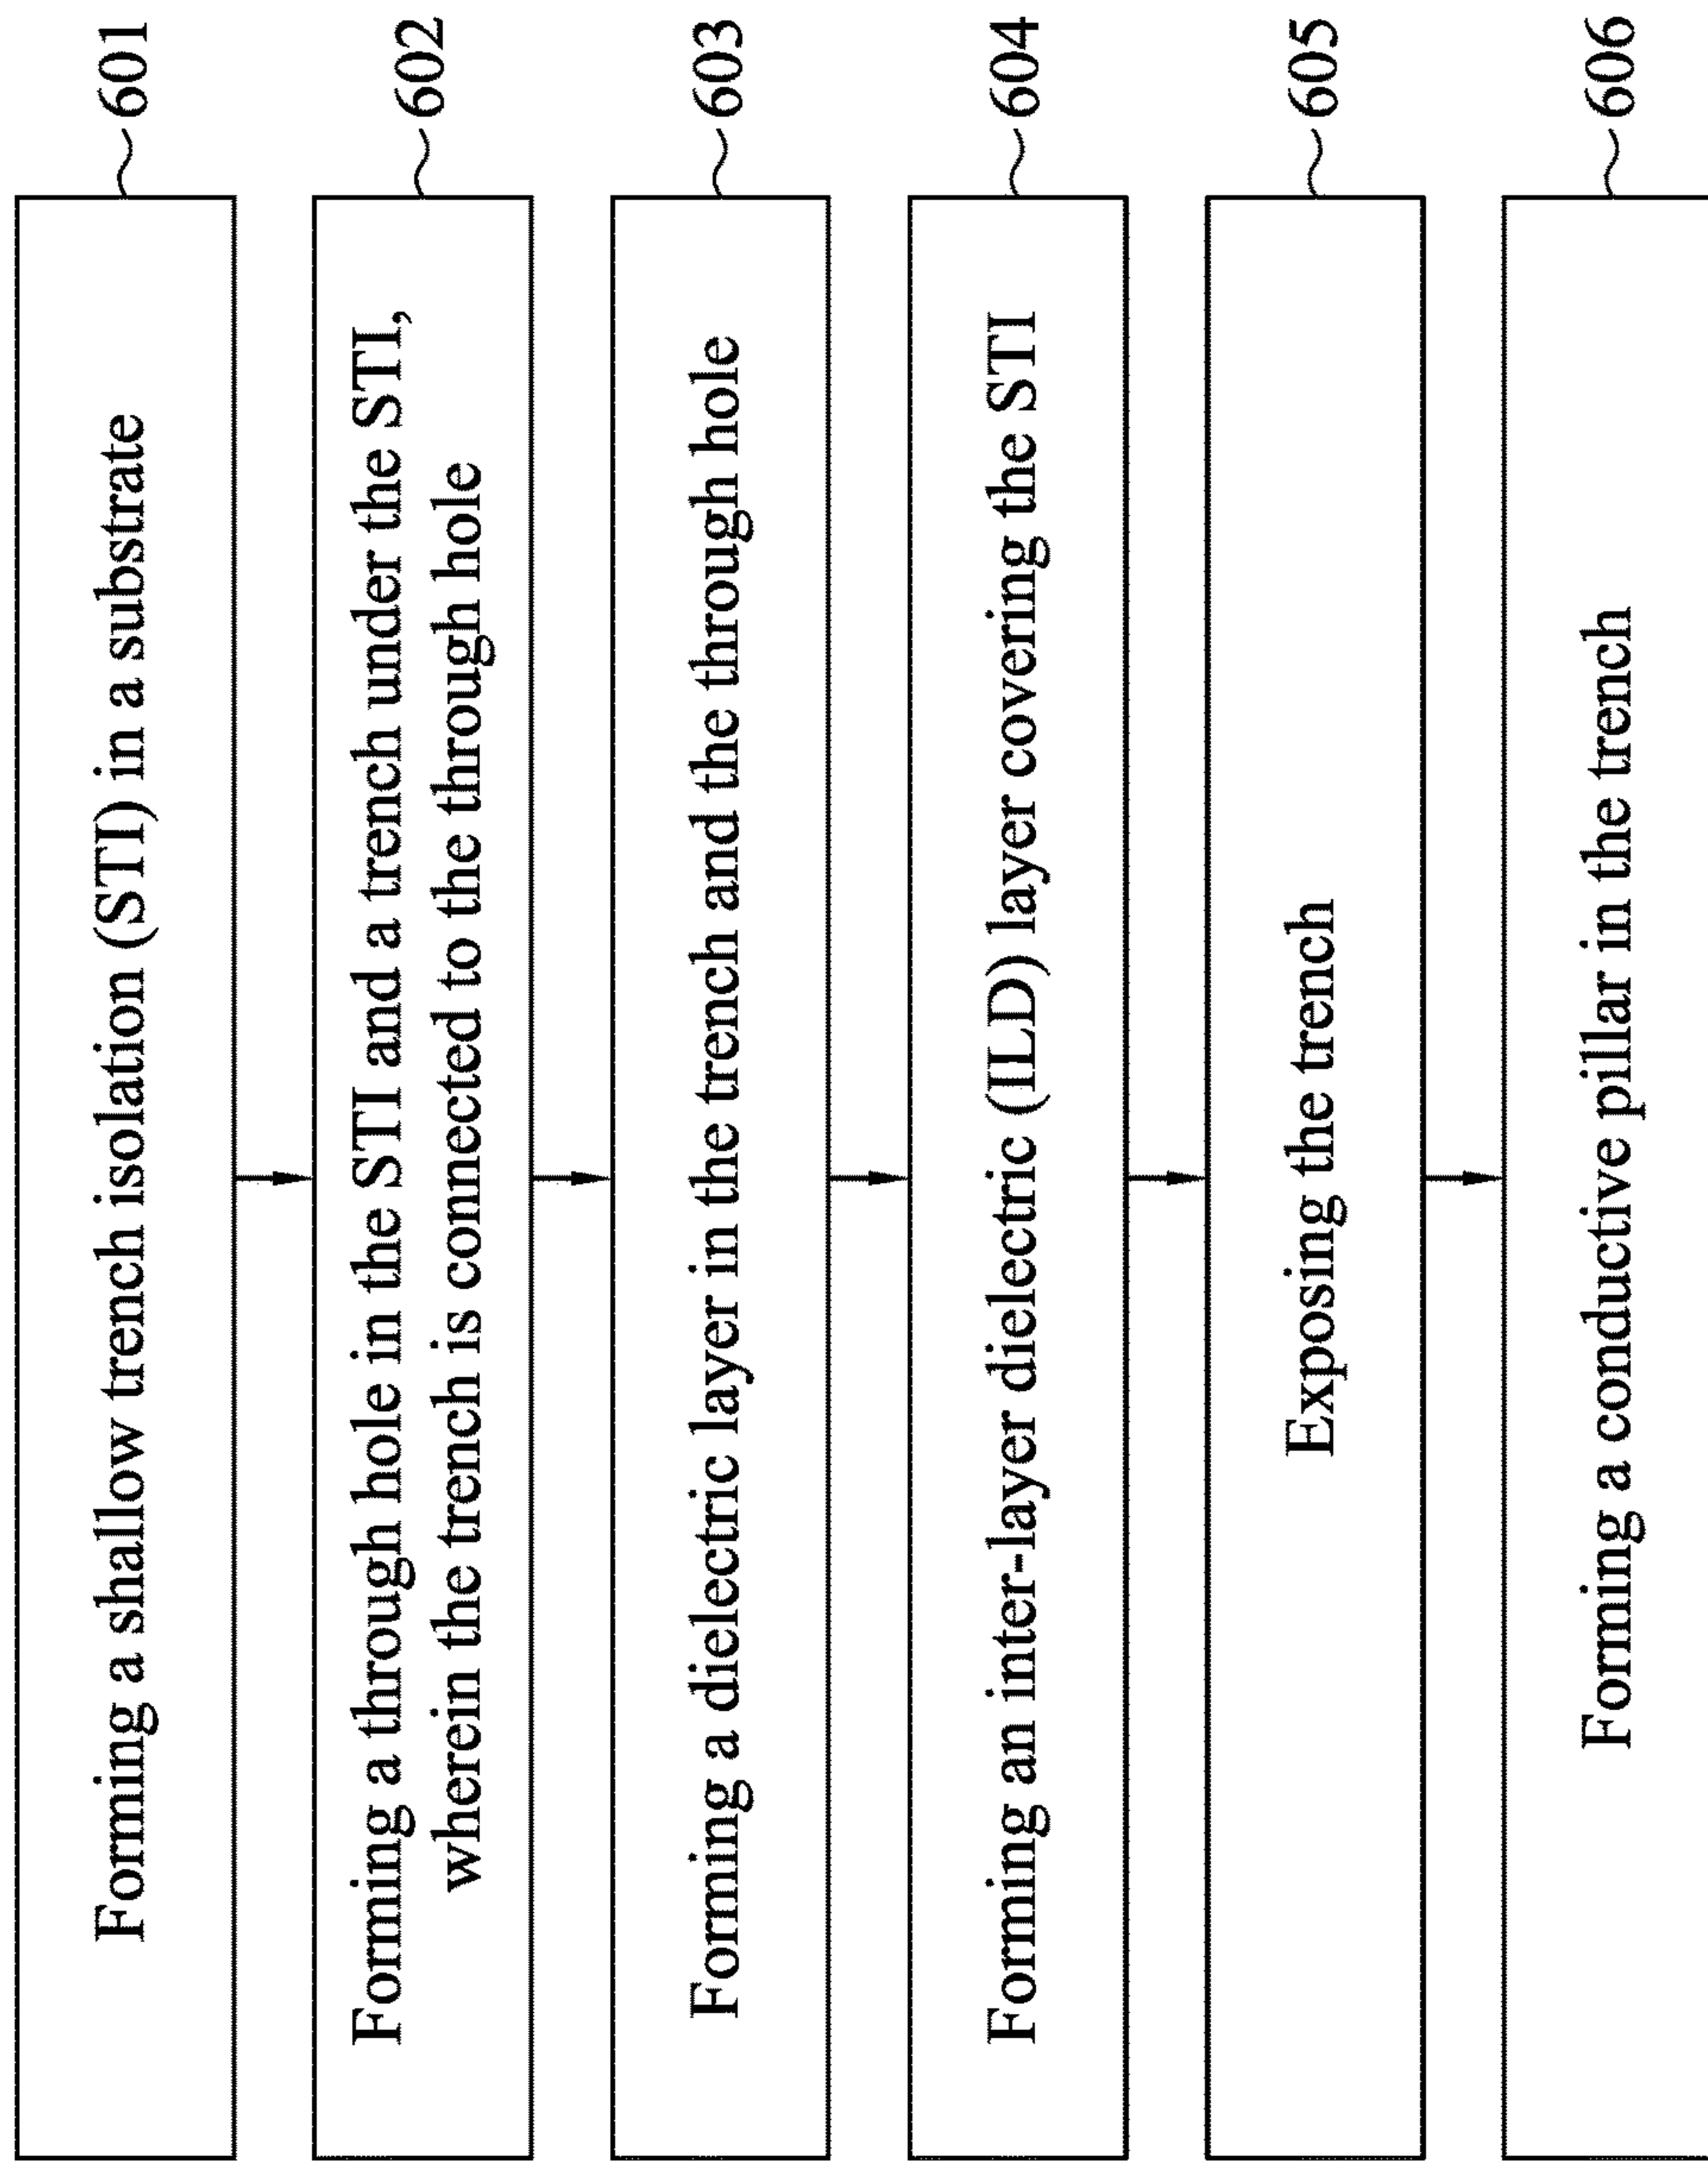 Forming a shallow trench isolation (STI) in a substrate
601
Forming a through hole in the STI and a trench under the STI,
wherein the trench is connected to the through hole
602
Forming a dielectric layer in the trench and the through hole
603
Forming an inter-layer dielectric (ILD) layer covering the STI
604
Exposing the trench
605
Forming a conductive pillar in the trench
606